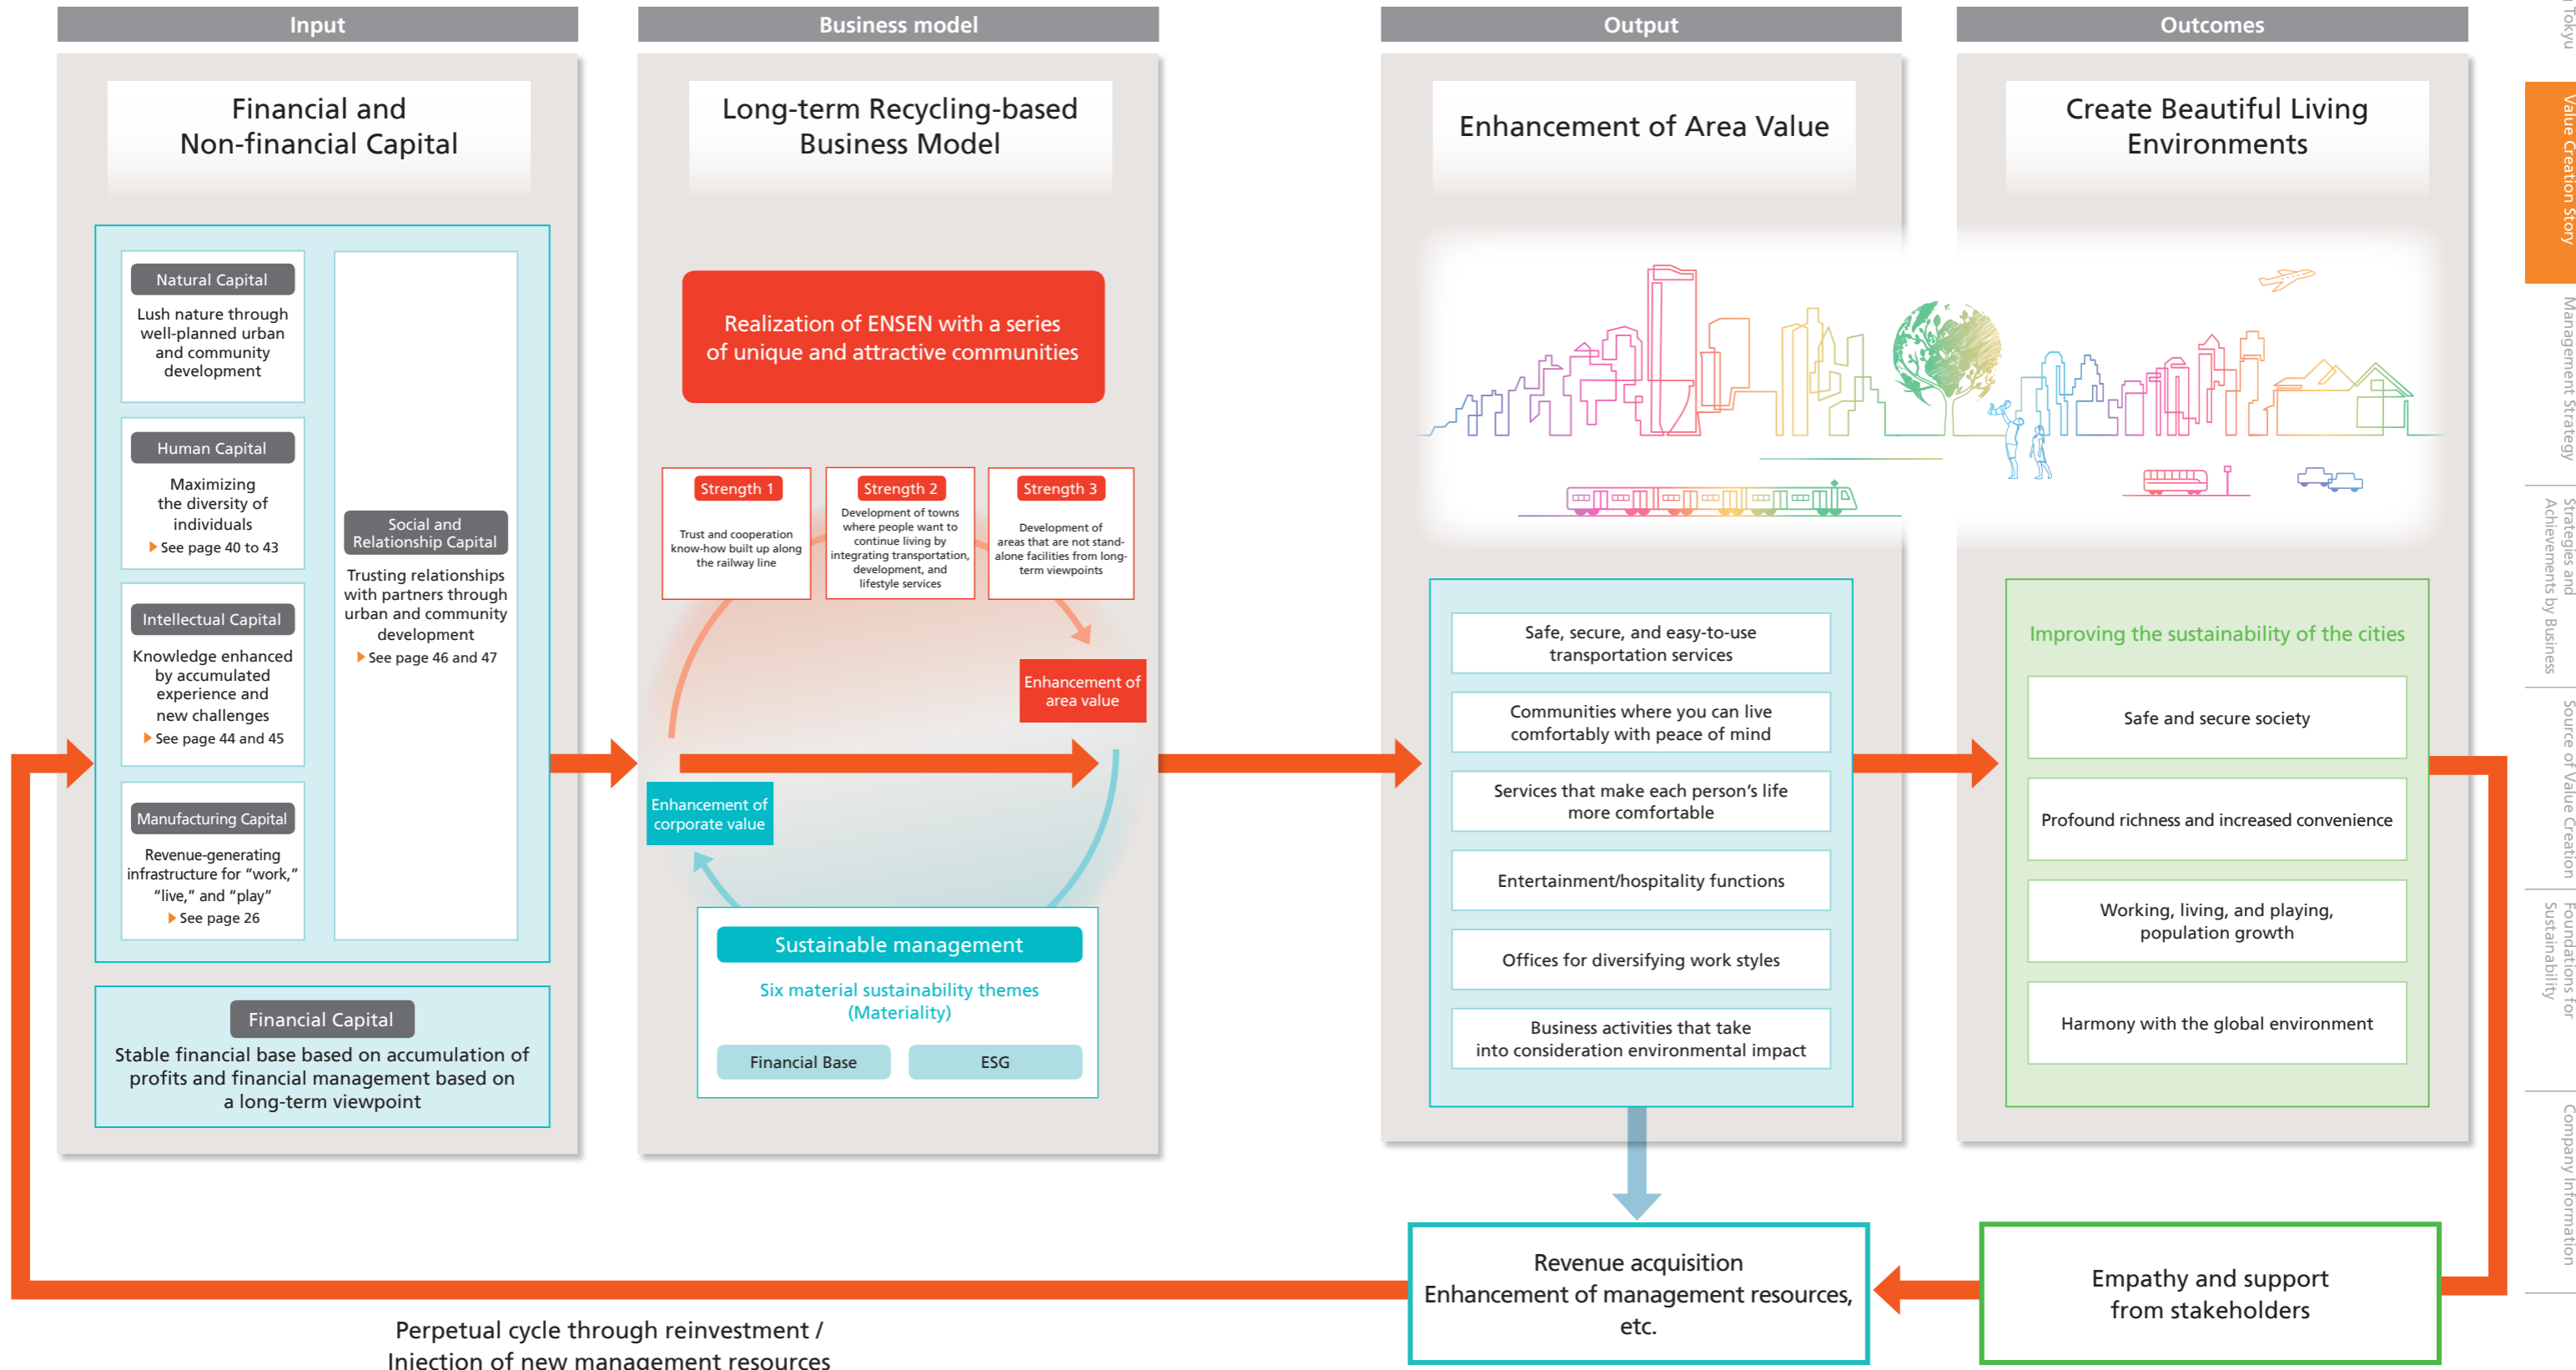 Input
Financial and
Non-financial Capital
Natural Capital
Lush nature through
well-planned urban
and community
development
Human Capital
Maximizing
the diversity of
individuals
See page 40 to 43
Intellectual Capital
Knowledge enhanced
by accumulated
experience and
new challenges
See page 44 and 45
Manufacturing Capital
Revenue-generating
infrastructure for “work,”
“live,” and “play”
See page 26
Social and
Relationship Capital
Trusting relationships
with partners through
urban and community
development
See page 46 and 47
Financial Capital
Stable financial base based on accumulation of
profits and financial management based on
a long-term viewpoint
Business model
Long-term Recycling-based
Business Model
Realization of ENSEN with a series
of unique and attractive communities
Strength 1
Trust and cooperation
know-how built up along
the railway line
Strength 2
Development of towns
where people want to
continue living by
integrating transportation,
development, and
lifestyle services
Strength 3
Development of
areas that are not stand-
alone facilities from long-
term viewpoints
Enhancement of
area value
Enhancement of
corporate value
Sustainable management
Six material sustainability themes
(Materiality)
Financial Base
ESG
Output
Enhancement of Area Value
Safe, secure, and easy-to-use
transportation services
Communities where you can live
comfortably with peace of mind
Services that make each person’s life
more comfortable
Entertainment/hospitality functions
Offices for diversifying work styles
Business activities that take
into consideration environmental impact
Outcomes
Create Beautiful Living
Environments
Improving the sustainability of the cities
Safe and secure society
Profound richness and increased convenience
Working, living, and playing,
population growth
Harmony with the global environment
Revenue acquisition
Enhancement of management resources,
etc.
Empathy and support
from stakeholders
Perpetual cycle through reinvestment /
Injection of new management resources
Tokyu
Value Creation Story
Management Strategy
Strategies and
Achievements by Business
Source of Value Creation
Foundations for
Sustainability
Company Information